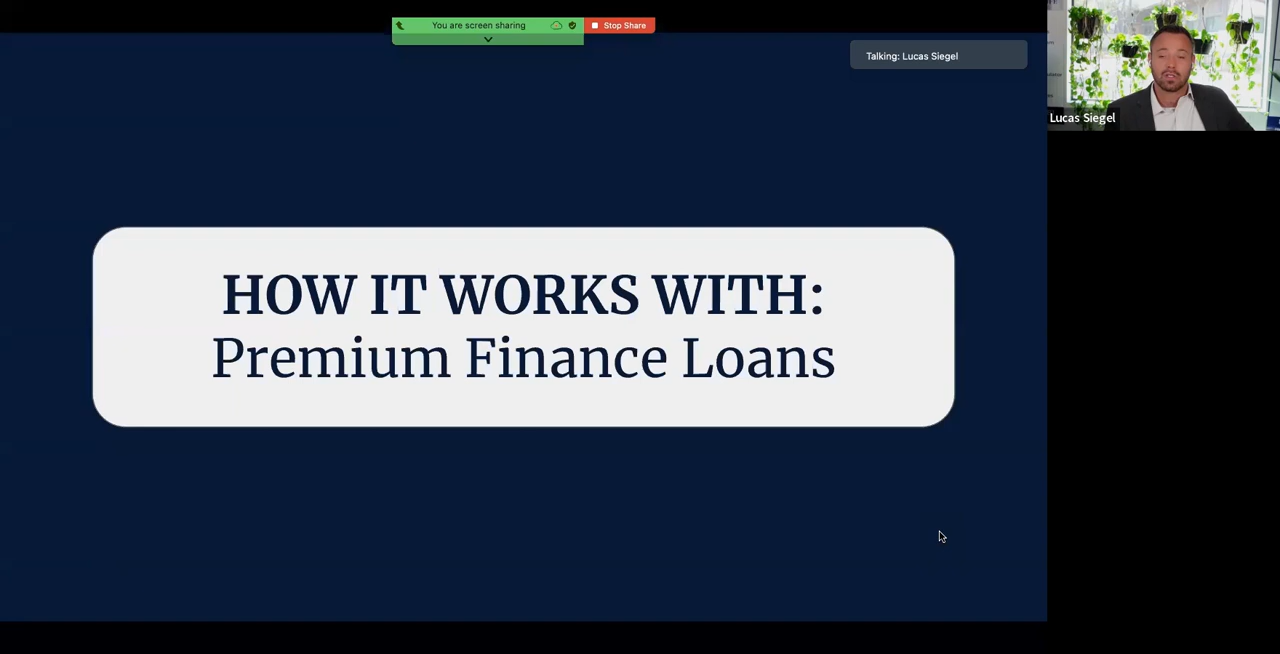 You are screen sharing
Stop Share
Talking: Lucas Siegel
Lucas Siegel
HOW IT WORKS WITH:
Premium Finance Loans